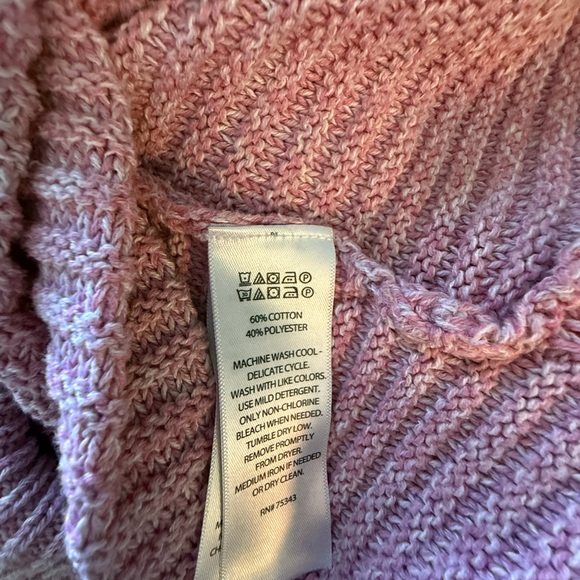 60% COTTON
40% POLYESTER
MACHINE WASH COOL -
DELICATE CYCLE.
WASH WITH LIKE COLORS.
USE MILD DETERGENT.
ONLY NON-CHLORINE
BLEACH WHEN NEEDED.
TUMBLE DRY LOW.
REMOVE PROMPTLY
FROM DRYER.
MEDIUM IRON IF NEEDED
OR DRY CLEAN.
RN# 75343